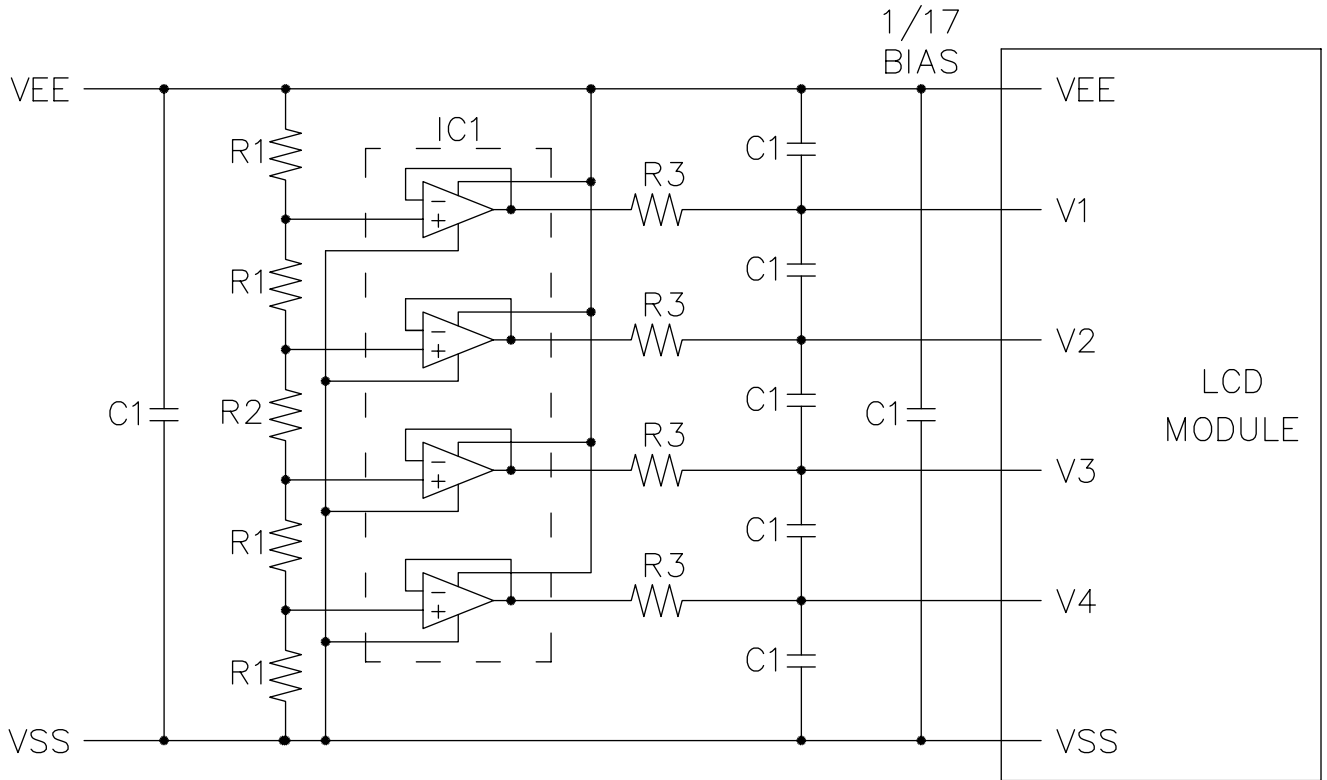 1/17
BIAS
VEE
VEE
IC1
R1
C1
R3
−
+
V1
R1
C1
R3
−
+
V2
LCD
MODULE
C1
R2
C1
C1
R3
−
+
V3
R1
C1
R3
−
+
V4
R1
C1
VSS
VSS